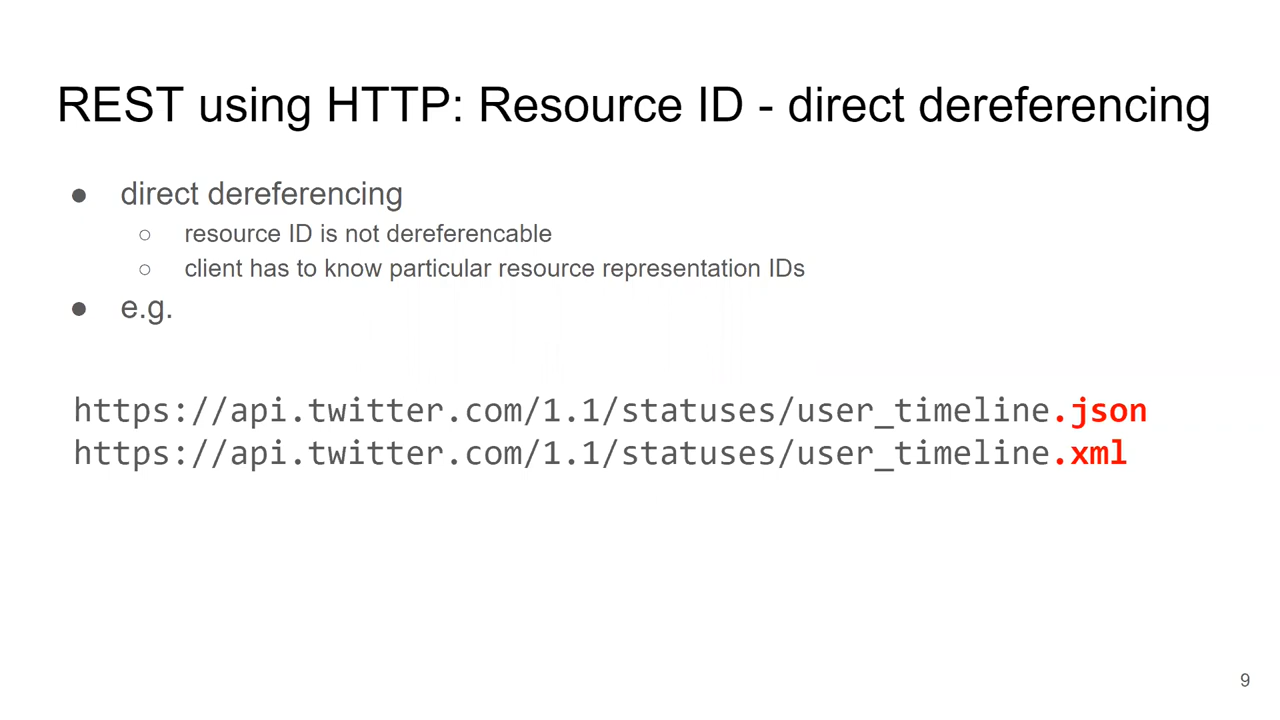 REST using HTTP: Resource ID - direct dereferencing
● direct dereferencing
○ resource ID is not dereferencable
○ client has to know particular resource representation IDs
● e.g.
https://api.twitter.com/1.1/statuses/user_timeline.json
https://api.twitter.com/1.1/statuses/user_timeline.xml
9